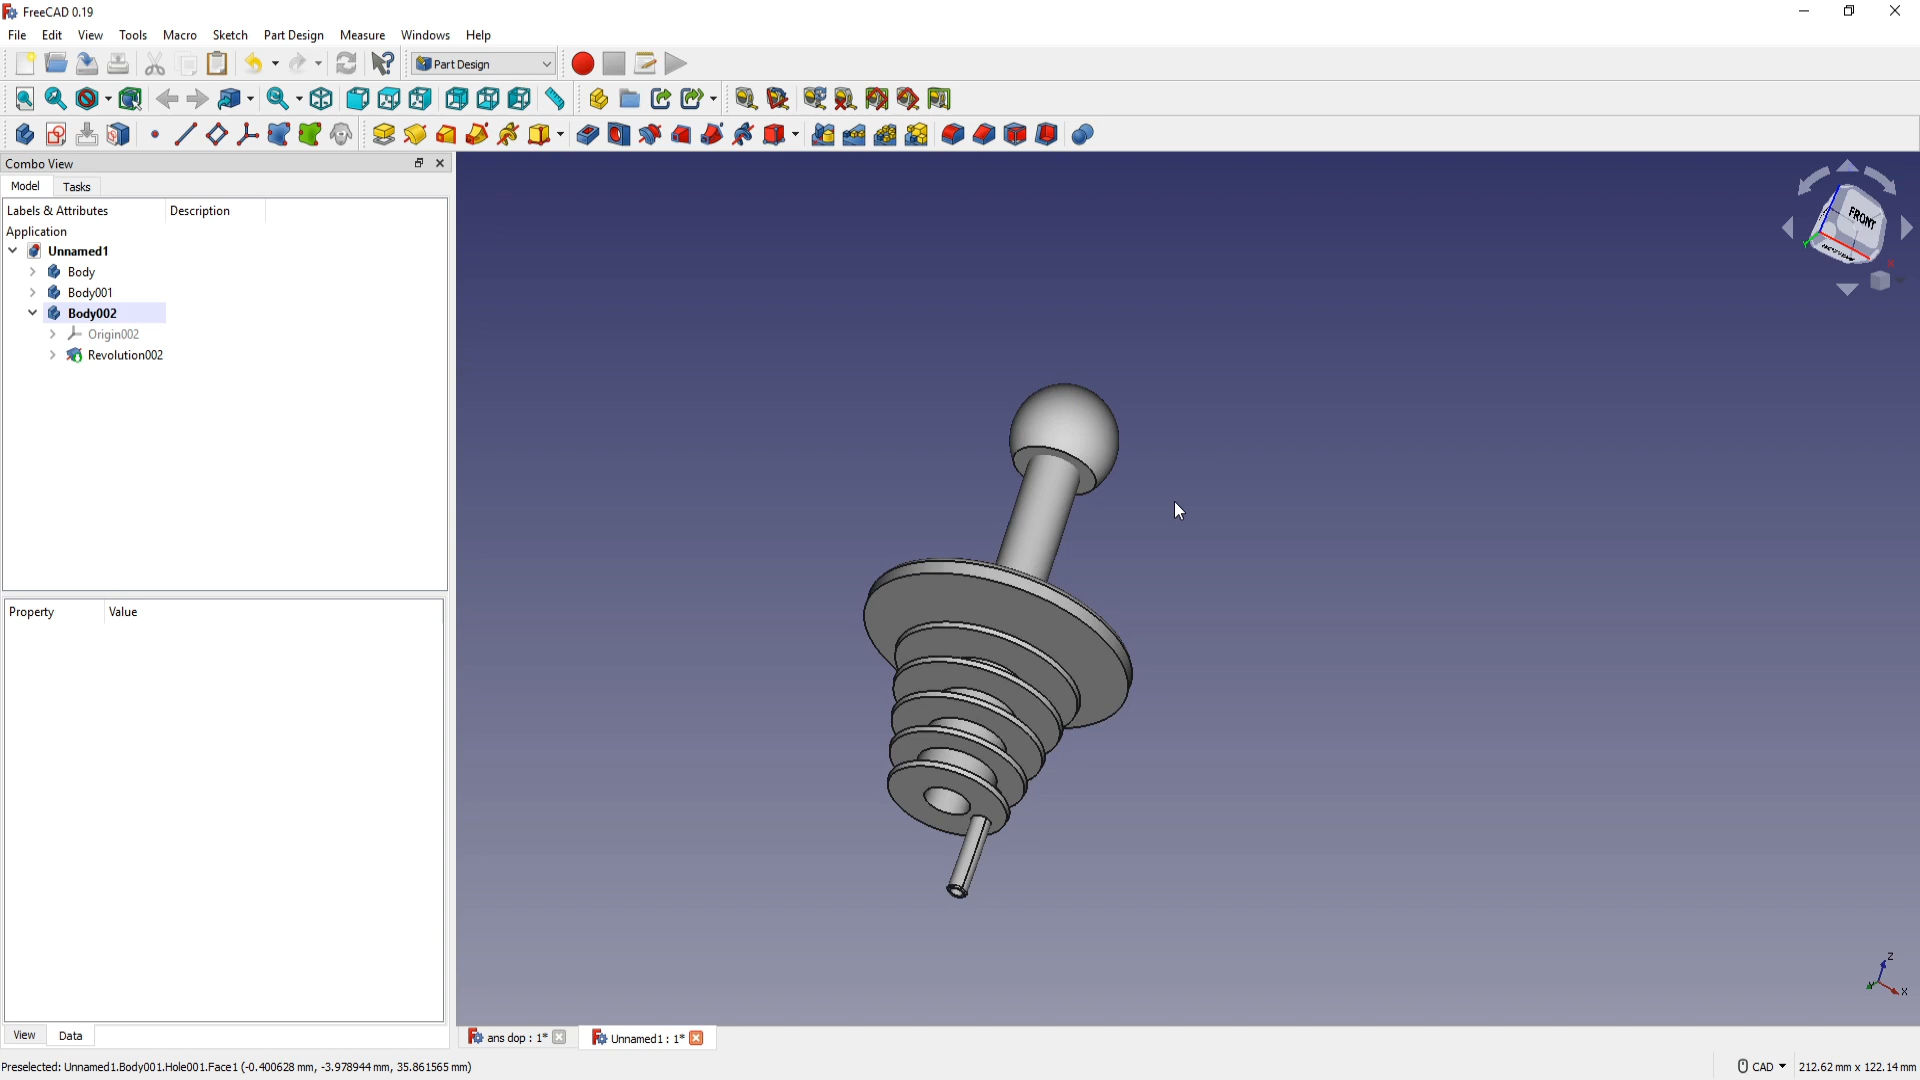 FreeCAD 0.19
File Edit View Tools Macro Sketch Part Design Measure Windows Help
Part Design
Combo View
Model Tasks
Labels & Attributes Description
Application
Unnamed1
Body
Body001
Body002
Origin002
Revolution002
FRONT
Property Value
Z
Y X
View Data
ans dop : 1* Unnamed1 : 1*
Preselected: Unnamed1.Body001.Hole001.Face1 (-0.400628 mm, -3.978944 mm, 35.861565 mm) CAD 212.62 mm x 122.14 mm